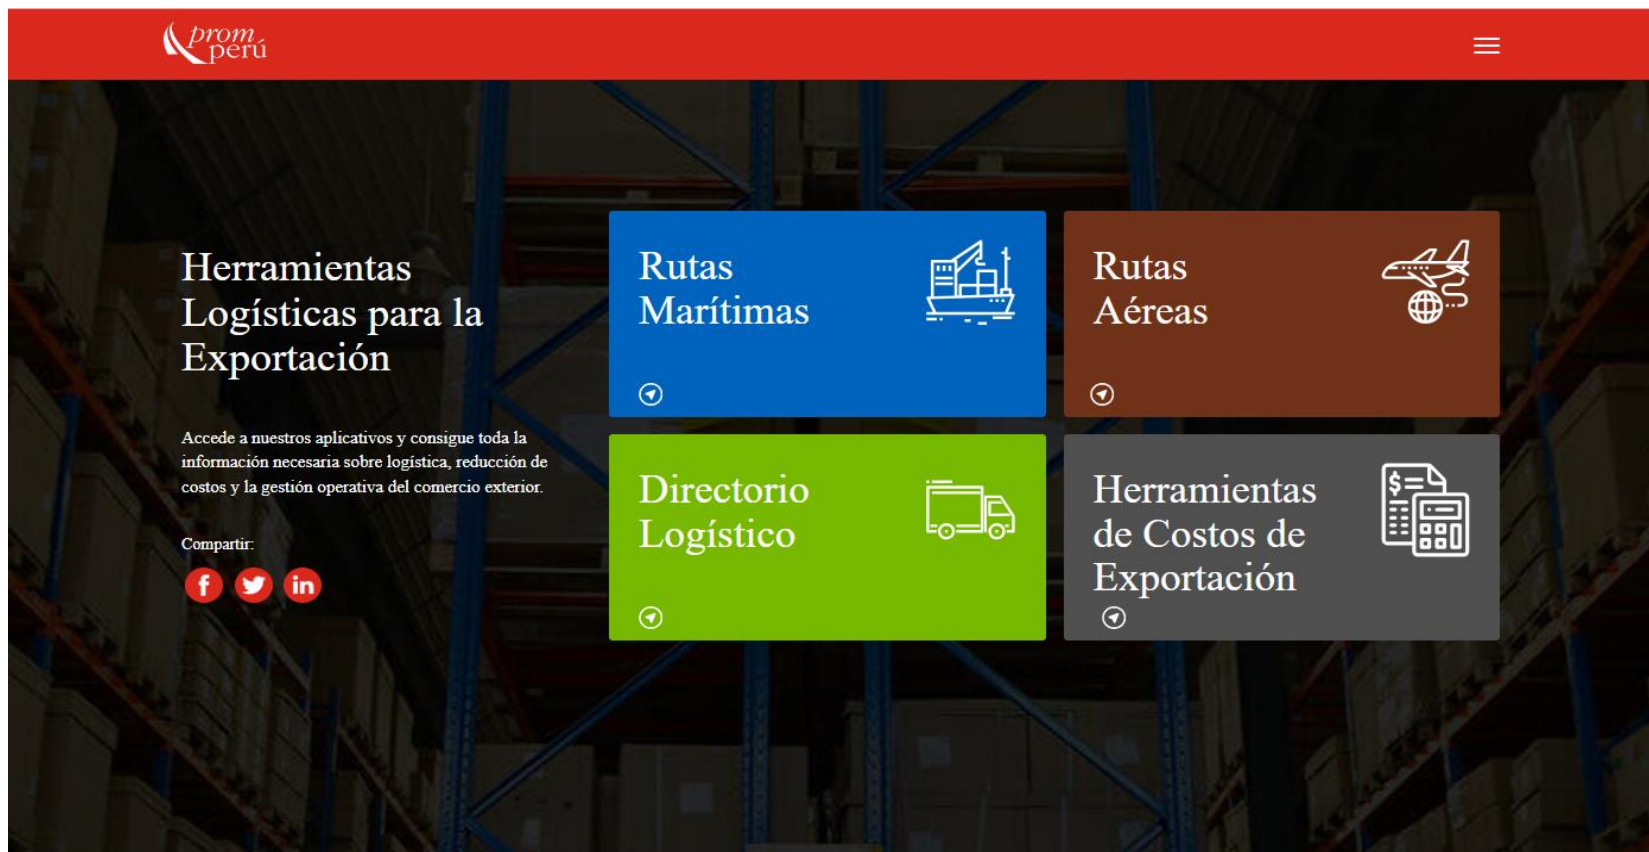 prom
perú
Herramientas
Logísticas para la
Exportación
Accede a nuestros aplicativos y consigue toda la
información necesaria sobre logística, reducción de
costos y la gestión operativa del comercio exterior.
Compartir:
f
in
Rutas
Marítimas
Rutas
Aéreas
Directorio
Logístico
Herramientas
de Costos de
Exportación
$